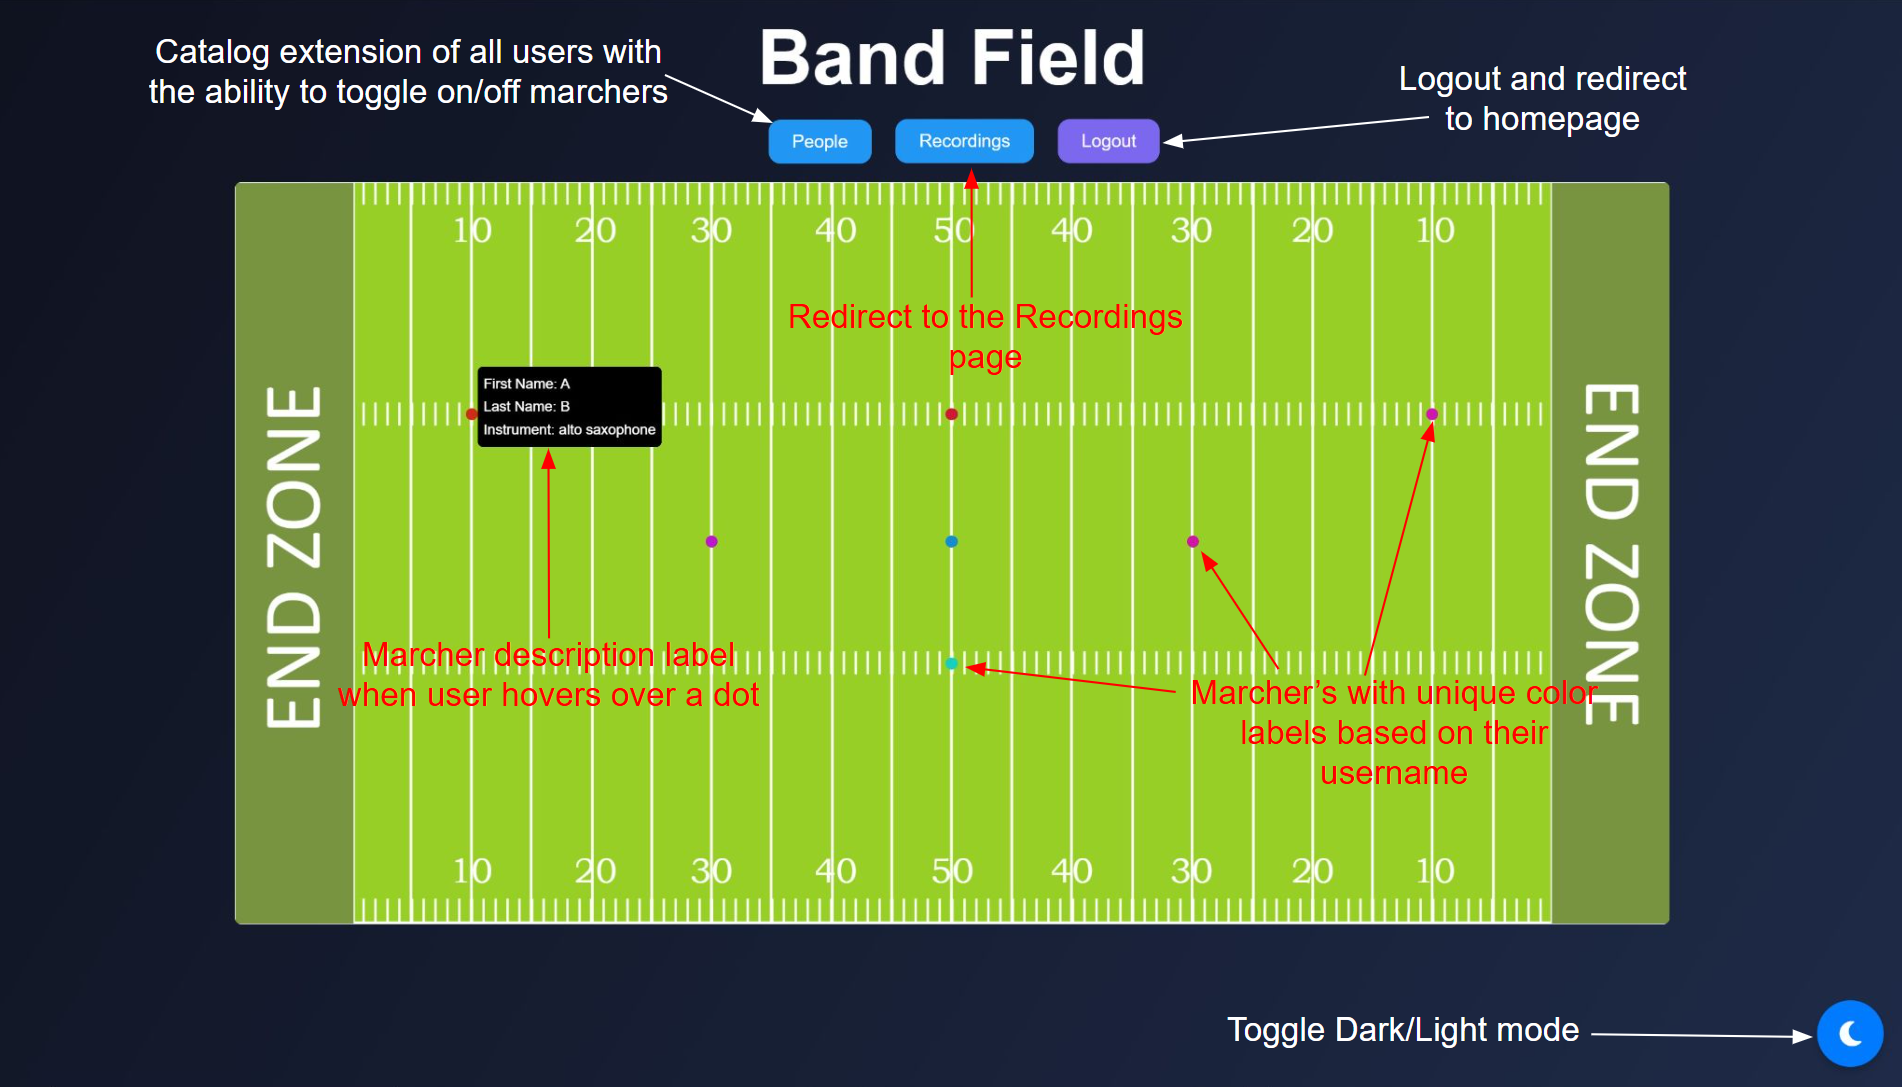 Band Field
Catalog extension of all users with
the ability to toggle on/off marchers
Logout and redirect
to homepage
People
Recordings
Logout
10
20
30
40
50
40
30
20
10
Redirect to the Recordings
page
First Name: A
Last Name: B
Instrument: alto saxophone
END ZONE
END ZONE
Marcher description label
when user hovers over a dot
Marcher’s with unique color
labels based on their
username
10
20
30
40
50
40
30
20
10
Toggle Dark/Light mode